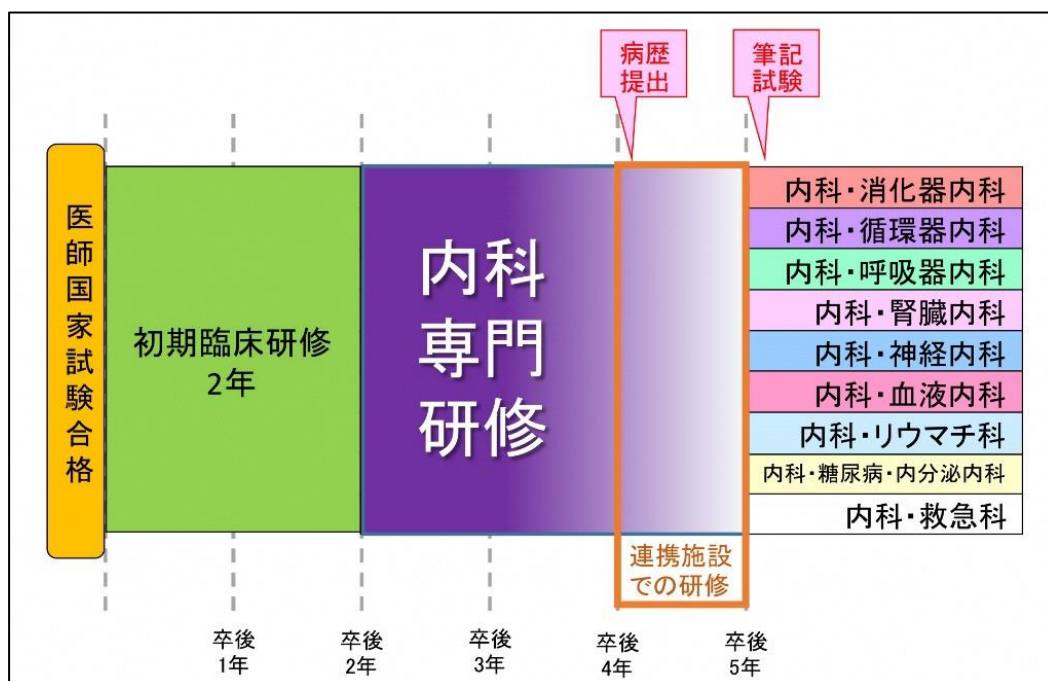 病歴
提出
筆記
試験
医師国家試験合格
初期臨床研修
2年
内科
専門
研修
内科・消化器内科
内科・循環器内科
内科・呼吸器内科
内科・腎臓内科
内科・神経内科
内科・血液内科
内科・リウマチ科
内科・糖尿病・内分泌内科
内科・救急科
連携施設
での研修
卒後
1年
卒後
2年
卒後
3年
卒後
4年
卒後
5年